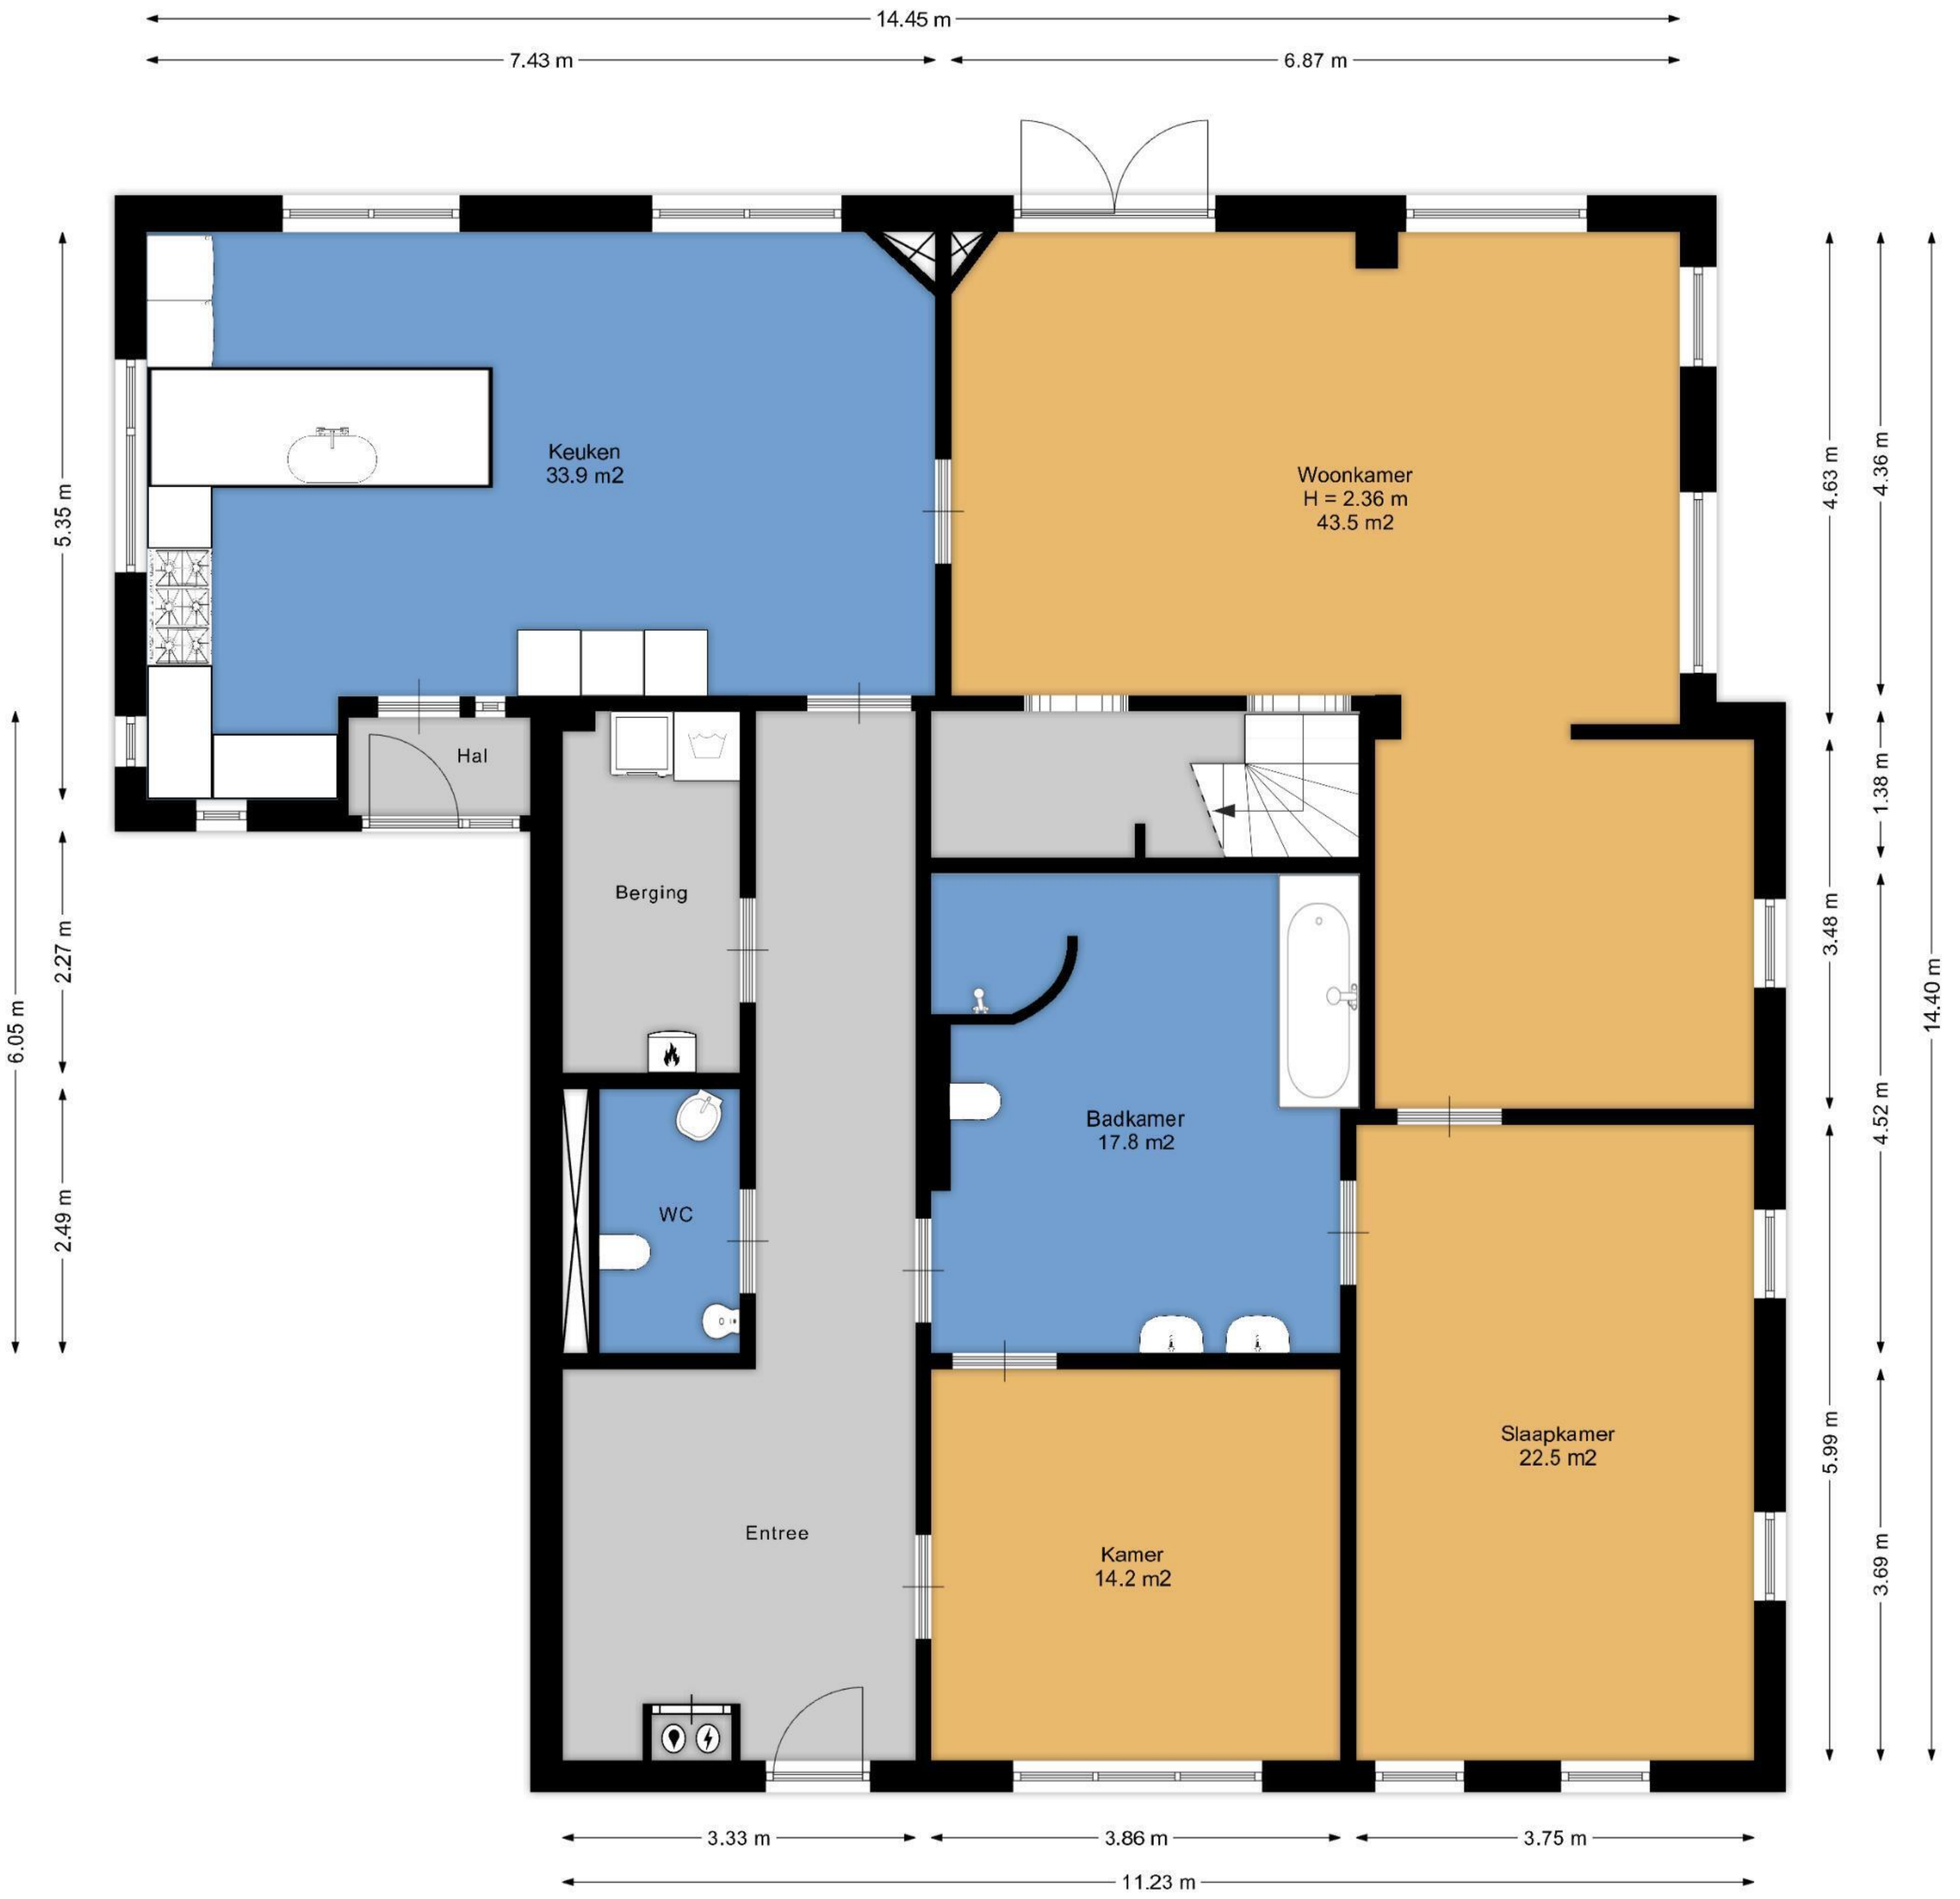 14.45 m
7.43 m
6.87 m
Keuken
33.9 m2
Woonkamer
H = 2.36 m
43.5 m2
5.35 m
4.63 m
4.36 m
Hal
1.38 m
Berging
2.27 m
3.48 m
6.05 m
14.40 m
Badkamer
17.8 m2
4.52 m
WC
2.49 m
Slaapkamer
22.5 m2
5.99 m
Entree
Kamer
14.2 m2
3.69 m
3.33 m
3.86 m
3.75 m
11.23 m